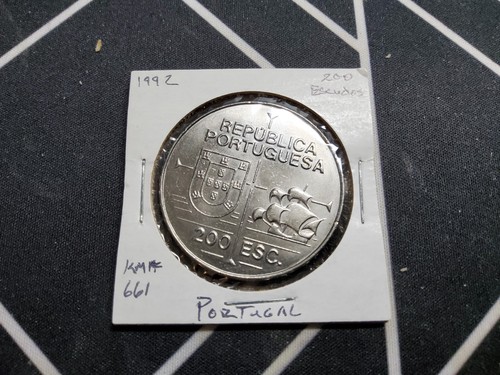 1992
200
Escudos
REPÚBLICA
PORTUGUESA
200 ESC.
KM#
661
PORTUGAL